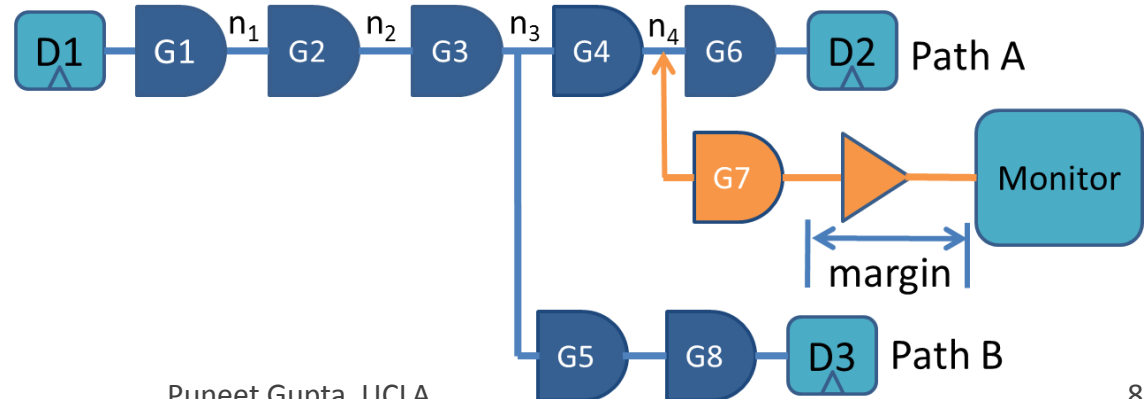 D1 G1 n₁ G2 n₂ G3 n₃ G4 n₄ G6 D2 Path A
G7 Monitor
margin
G5 G8 D3 Path B
Puneet Gupta, UCLA 8